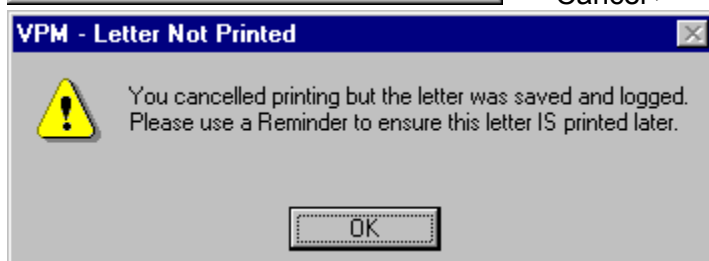 Cancel
VPM - Letter Not Printed
You cancelled printing but the letter was saved and logged.
Please use a Reminder to ensure this letter IS printed later.
OK